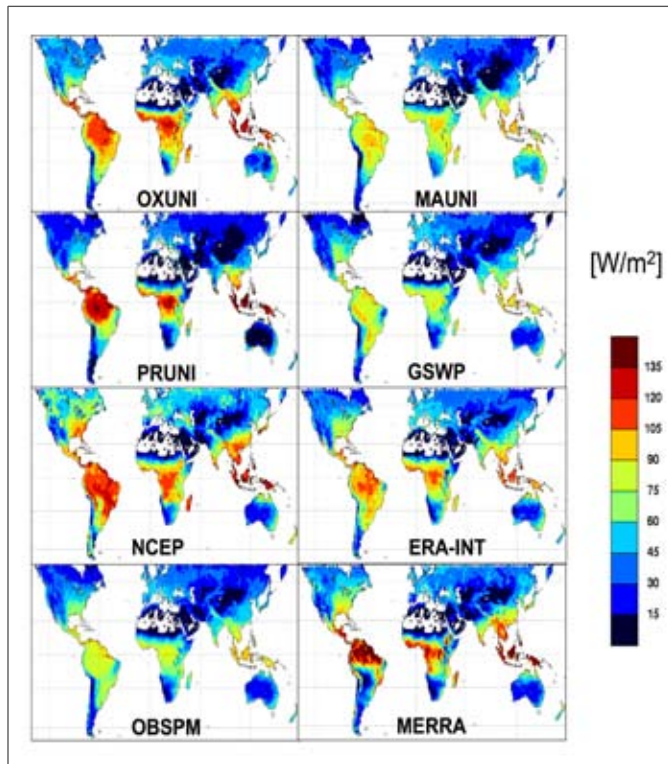 OXUNI
MAUNI
PRUNI
GSWP
NCEP
ERA-INT
OBSPM
MERRA
[W/m²]
135
120
105
90
75
60
45
30
15